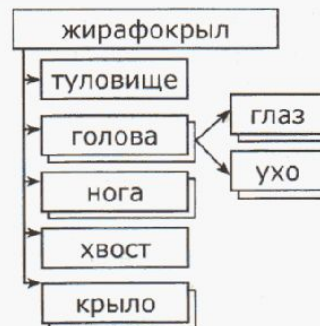 жирафокрыл
туловище
голова
глаз
ухо
нога
хвост
крыло